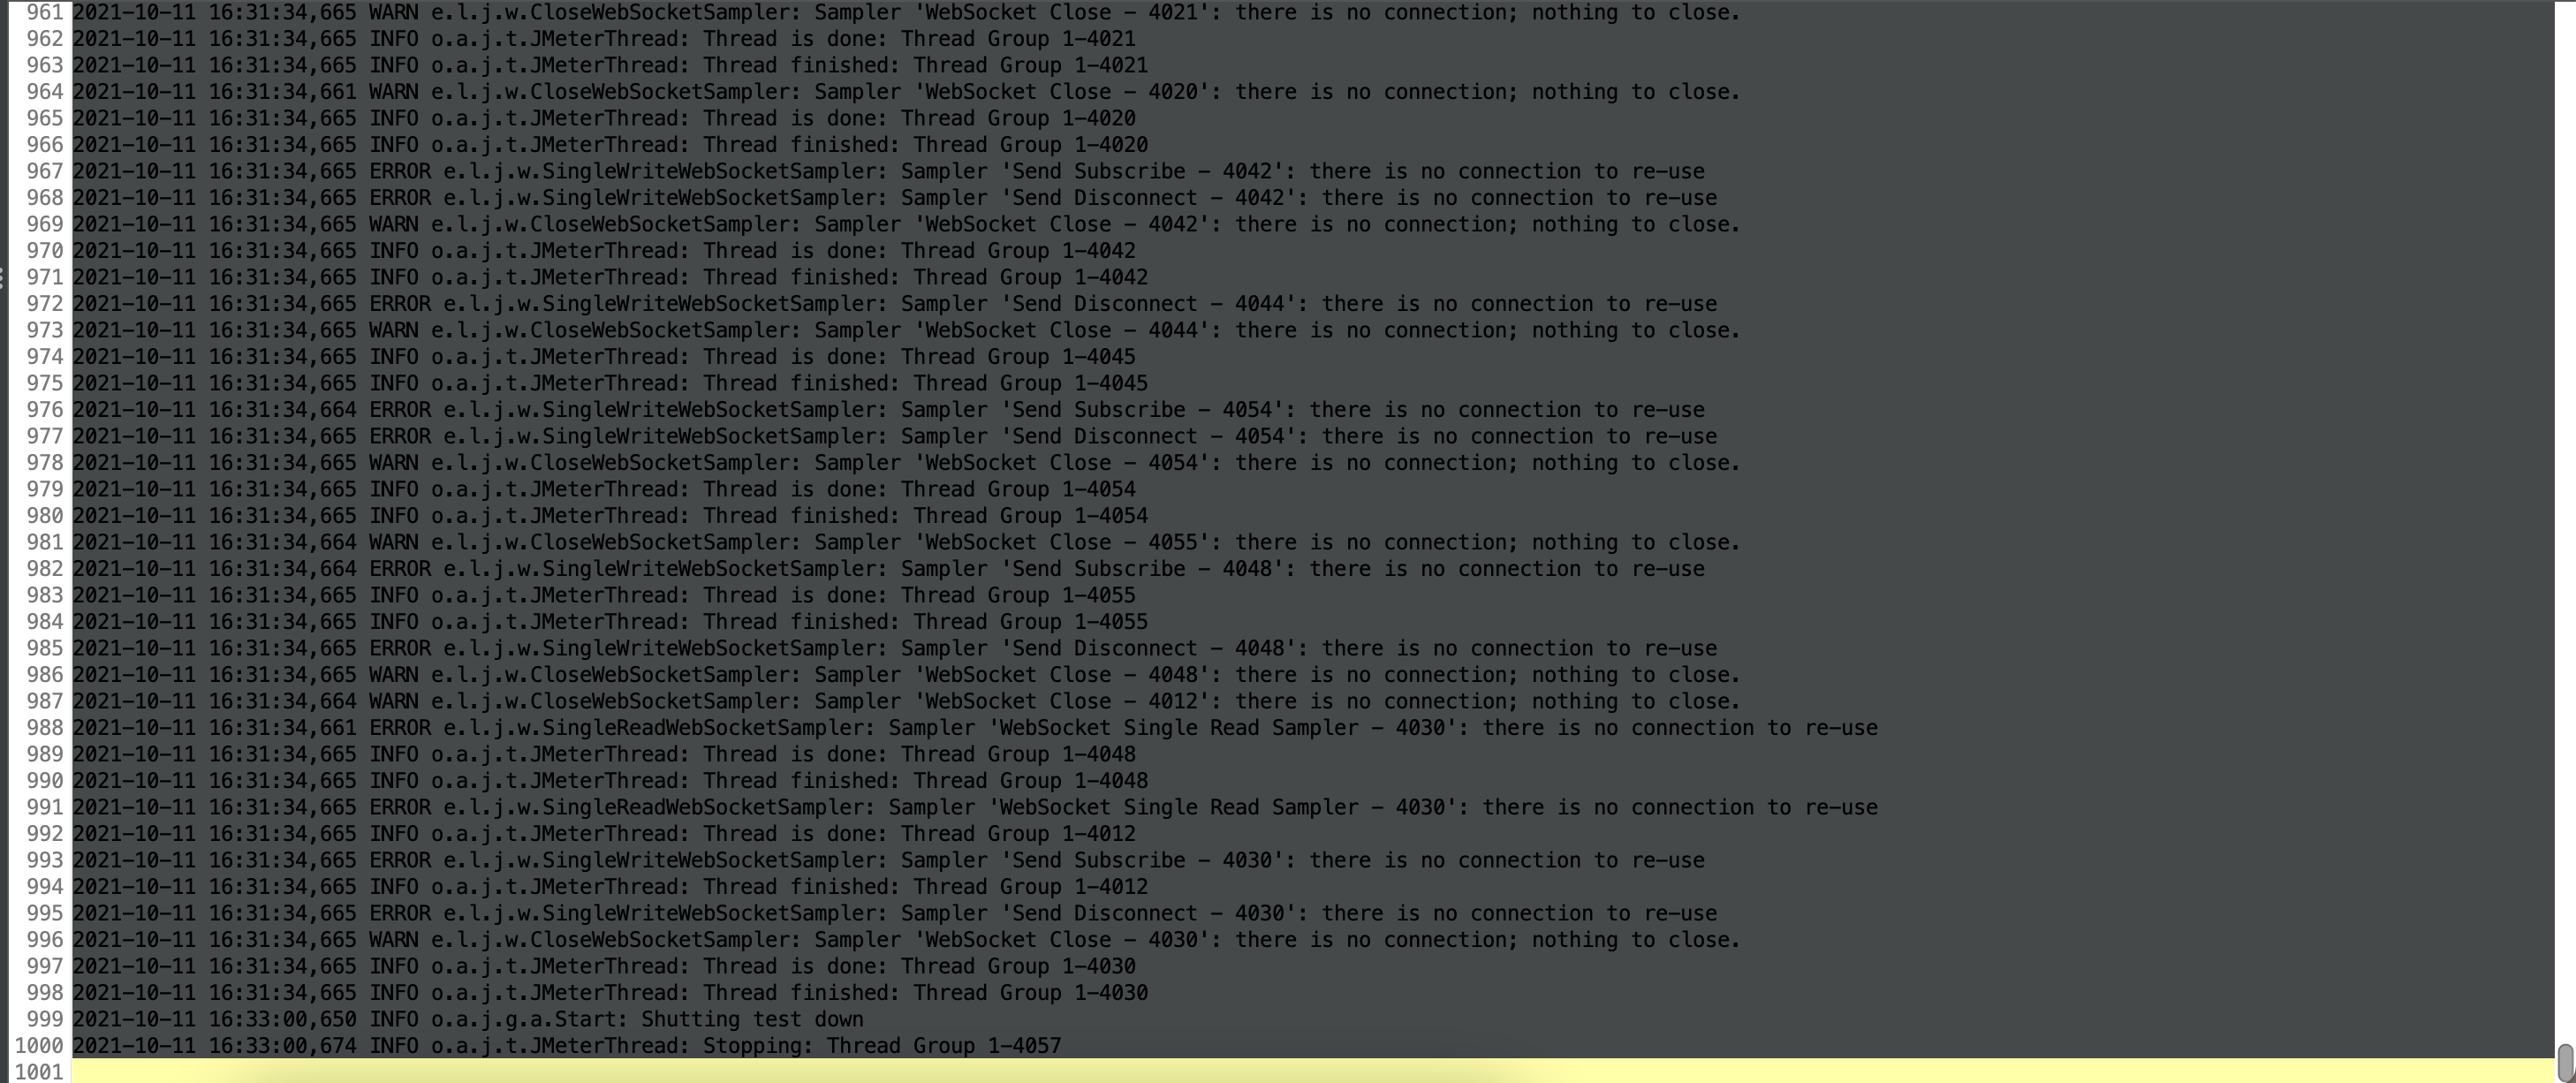 961 2021-10-11 16:31:34,665 WARN e.l.j.w.CloseWebSocketSampler: Sampler 'WebSocket Close - 4021': there is no connection; nothing to close.
962 2021-10-11 16:31:34,665 INFO o.a.j.t.JMeterThread: Thread is done: Thread Group 1-4021
963 2021-10-11 16:31:34,665 INFO o.a.j.t.JMeterThread: Thread finished: Thread Group 1-4021
964 2021-10-11 16:31:34,661 WARN e.l.j.w.CloseWebSocketSampler: Sampler 'WebSocket Close - 4020': there is no connection; nothing to close.
965 2021-10-11 16:31:34,665 INFO o.a.j.t.JMeterThread: Thread is done: Thread Group 1-4020
966 2021-10-11 16:31:34,665 INFO o.a.j.t.JMeterThread: Thread finished: Thread Group 1-4020
967 2021-10-11 16:31:34,665 ERROR e.l.j.w.SingleWriteWebSocketSampler: Sampler 'Send Subscribe - 4042': there is no connection to re-use
968 2021-10-11 16:31:34,665 ERROR e.l.j.w.SingleWriteWebSocketSampler: Sampler 'Send Disconnect - 4042': there is no connection to re-use
969 2021-10-11 16:31:34,665 WARN e.l.j.w.CloseWebSocketSampler: Sampler 'WebSocket Close - 4042': there is no connection; nothing to close.
970 2021-10-11 16:31:34,665 INFO o.a.j.t.JMeterThread: Thread is done: Thread Group 1-4042
971 2021-10-11 16:31:34,665 INFO o.a.j.t.JMeterThread: Thread finished: Thread Group 1-4042
972 2021-10-11 16:31:34,665 ERROR e.l.j.w.SingleWriteWebSocketSampler: Sampler 'Send Disconnect - 4044': there is no connection to re-use
973 2021-10-11 16:31:34,665 WARN e.l.j.w.CloseWebSocketSampler: Sampler 'WebSocket Close - 4044': there is no connection; nothing to close.
974 2021-10-11 16:31:34,665 INFO o.a.j.t.JMeterThread: Thread is done: Thread Group 1-4045
975 2021-10-11 16:31:34,665 INFO o.a.j.t.JMeterThread: Thread finished: Thread Group 1-4045
976 2021-10-11 16:31:34,664 ERROR e.l.j.w.SingleWriteWebSocketSampler: Sampler 'Send Subscribe - 4054': there is no connection to re-use
977 2021-10-11 16:31:34,665 ERROR e.l.j.w.SingleWriteWebSocketSampler: Sampler 'Send Disconnect - 4054': there is no connection to re-use
978 2021-10-11 16:31:34,665 WARN e.l.j.w.CloseWebSocketSampler: Sampler 'WebSocket Close - 4054': there is no connection; nothing to close.
979 2021-10-11 16:31:34,665 INFO o.a.j.t.JMeterThread: Thread is done: Thread Group 1-4054
980 2021-10-11 16:31:34,665 INFO o.a.j.t.JMeterThread: Thread finished: Thread Group 1-4054
981 2021-10-11 16:31:34,664 WARN e.l.j.w.CloseWebSocketSampler: Sampler 'WebSocket Close - 4055': there is no connection; nothing to close.
982 2021-10-11 16:31:34,664 ERROR e.l.j.w.SingleWriteWebSocketSampler: Sampler 'Send Subscribe - 4048': there is no connection to re-use
983 2021-10-11 16:31:34,665 INFO o.a.j.t.JMeterThread: Thread is done: Thread Group 1-4055
984 2021-10-11 16:31:34,665 INFO o.a.j.t.JMeterThread: Thread finished: Thread Group 1-4055
985 2021-10-11 16:31:34,665 ERROR e.l.j.w.SingleWriteWebSocketSampler: Sampler 'Send Disconnect - 4048': there is no connection to re-use
986 2021-10-11 16:31:34,665 WARN e.l.j.w.CloseWebSocketSampler: Sampler 'WebSocket Close - 4048': there is no connection; nothing to close.
987 2021-10-11 16:31:34,664 WARN e.l.j.w.CloseWebSocketSampler: Sampler 'WebSocket Close - 4012': there is no connection; nothing to close.
988 2021-10-11 16:31:34,661 ERROR e.l.j.w.SingleReadWebSocketSampler: Sampler 'WebSocket Single Read Sampler - 4030': there is no connection to re-use
989 2021-10-11 16:31:34,665 INFO o.a.j.t.JMeterThread: Thread is done: Thread Group 1-4048
990 2021-10-11 16:31:34,665 INFO o.a.j.t.JMeterThread: Thread finished: Thread Group 1-4048
991 2021-10-11 16:31:34,665 ERROR e.l.j.w.SingleReadWebSocketSampler: Sampler 'WebSocket Single Read Sampler - 4030': there is no connection to re-use
992 2021-10-11 16:31:34,665 INFO o.a.j.t.JMeterThread: Thread is done: Thread Group 1-4012
993 2021-10-11 16:31:34,665 ERROR e.l.j.w.SingleWriteWebSocketSampler: Sampler 'Send Subscribe - 4030': there is no connection to re-use
994 2021-10-11 16:31:34,665 INFO o.a.j.t.JMeterThread: Thread finished: Thread Group 1-4012
995 2021-10-11 16:31:34,665 ERROR e.l.j.w.SingleWriteWebSocketSampler: Sampler 'Send Disconnect - 4030': there is no connection to re-use
996 2021-10-11 16:31:34,665 WARN e.l.j.w.CloseWebSocketSampler: Sampler 'WebSocket Close - 4030': there is no connection; nothing to close.
997 2021-10-11 16:31:34,665 INFO o.a.j.t.JMeterThread: Thread is done: Thread Group 1-4030
998 2021-10-11 16:31:34,665 INFO o.a.j.t.JMeterThread: Thread finished: Thread Group 1-4030
999 2021-10-11 16:33:00,650 INFO o.a.j.g.a.Start: Shutting test down
1000 2021-10-11 16:33:00,674 INFO o.a.j.t.JMeterThread: Stopping: Thread Group 1-4057
1001